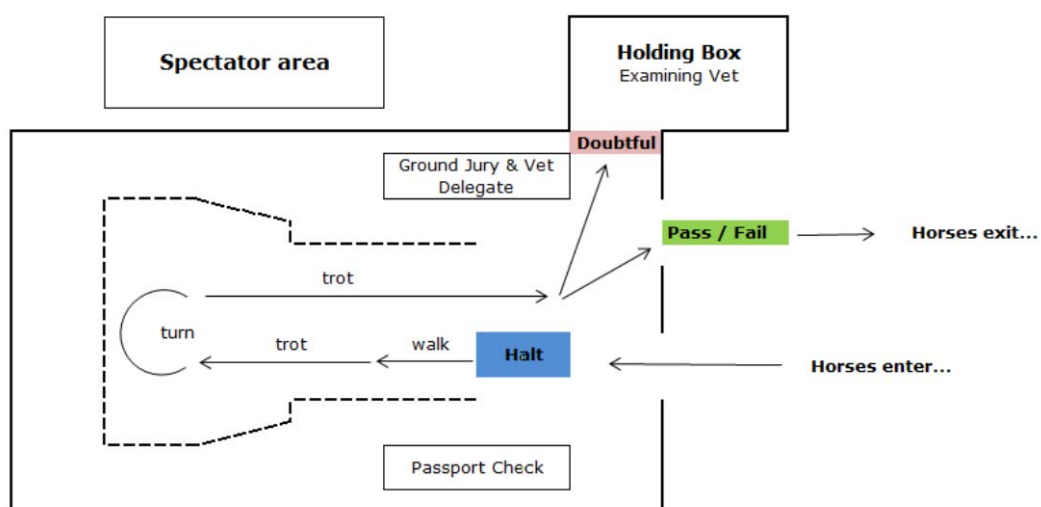 Spectator area
Holding Box
Examining Vet
Doubtful
Ground Jury & Vet
Delegate
Pass / Fail
Horses exit...
trot
turn
trot
walk
Halt
Horses enter...
Passport Check